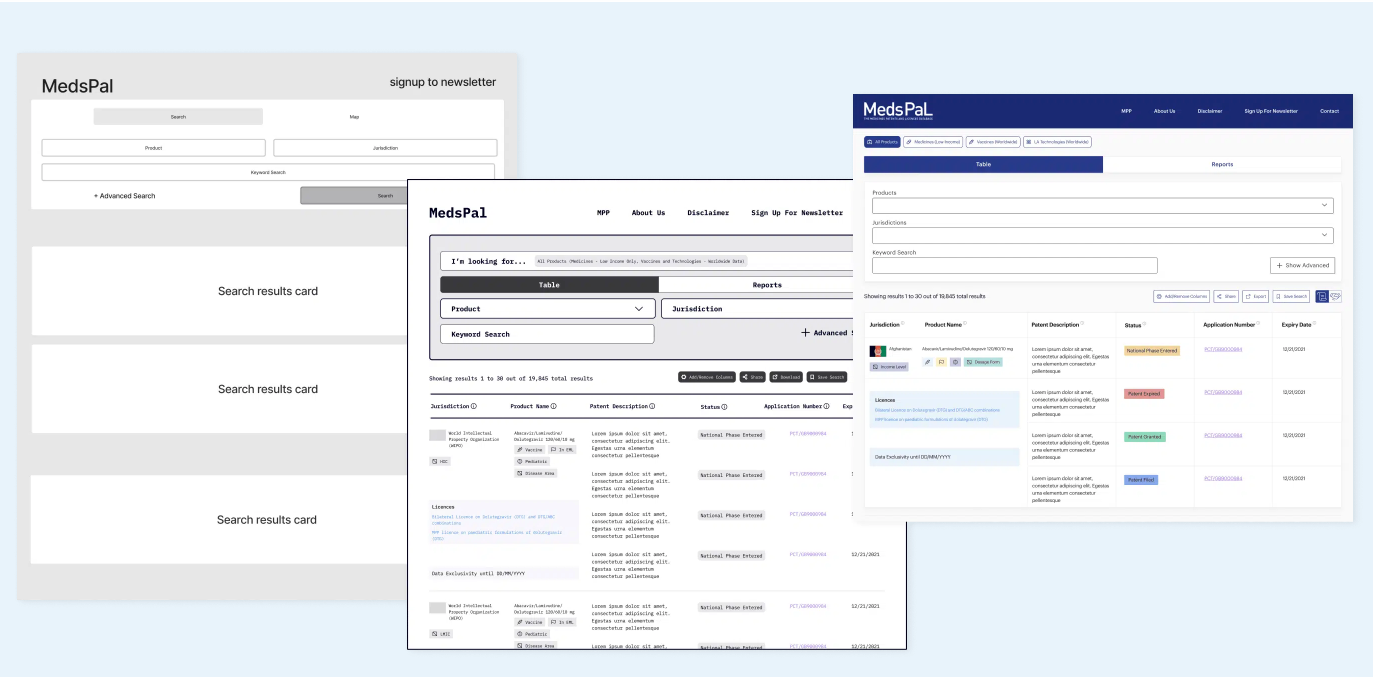 MedsPal
signup to newsletter
Search
Map
Product
Jurisdiction
Keyword Search
+ Advanced Search
Search
Search results card
Search results card
Search results card
MedsPal
MPP About Us Disclaimer Sign Up For Newsletter
I'm looking for... All Products (Medicines - Low Income Only, Vaccines and Technologies - Worldwide Data)
Table Reports
Product Jurisdiction
Keyword Search + Advanced S
Showing results 1 to 30 out of 19,845 total results
Add/Remove Columns Share Download Save Search
Jurisdiction Product Name Patent Description Status Application Number Exp
World Intellectual
Property Organization
(WIPO)
HIC
Abacavir/Lamivudine/
Dolutegravir 120/60/10 mg
Vaccine In EML
Pediatric
Disease Area
Lorem ipsum dolor sit amet,
consectetur adipiscing elit.
Egestas urna elementum
consectetur pellentesque
National Phase Entered
PCT/GB9800984
1
Lorem ipsum dolor sit amet,
consectetur adipiscing elit.
Egestas urna elementum
consectetur pellentesque
National Phase Entered
PCT/GB9800984
1
Licences
Bilateral Licence on Dolutegravir (DTG) and DTG/ABC
combinations
MPP License on paediatric formulations of Dolutegravir
(DTG)
Lorem ipsum dolor sit amet,
consectetur adipiscing elit.
Egestas urna elementum
consectetur pellentesque
National Phase Entered
PCT/GB9800984
1
Data Exclusivity until DD/MM/YYYY
Lorem ipsum dolor sit amet,
consectetur adipiscing elit.
Egestas urna elementum
consectetur pellentesque
National Phase Entered
PCT/GB9800984
12/21/2021
World Intellectual
Property Organization
(WIPO)
LMIC
Abacavir/Lamivudine/
Dolutegravir 120/60/10 mg
Vaccine In EML
Pediatric
Disease Area
Lorem ipsum dolor sit amet,
consectetur adipiscing elit.
Egestas urna elementum
consectetur pellentesque
National Phase Entered
PCT/GB9800984
12/21/2021
Lorem ipsum dolor sit amet,
National Phase Entered
PCT/GB9800984
12/21/2021
MedsPaL
THE MEDICINES PATENTS AND LICENCES DATABASE
MPP About Us Disclaimer Sign Up For Newsletter Contact
All Products Medicines (Low-Income) Vaccines (Worldwide) LA Technologies (Worldwide)
Table Reports
Products
Jurisdictions
Keyword Search
+ Show Advanced
Showing results 1 to 30 out of 19,845 total results
Add/Remove Columns Share Export Save Search
Jurisdiction Product Name Patent Description Status Application Number Expiry Date
Afghanistan
Income Level
Abacavir/Lamivudine/Dolutegravir 120/60/10 mg
Dosage Form
Lorem ipsum dolor sit amet,
consectetur adipiscing elit. Egestas
urna elementum consectetur
pellentesque
National Phase Entered
PCT/GB9800984
12/21/2021
Licences
Bilateral Licence on Dolutegravir (DTG) and DTG/ABC combinations
MPP licence on paediatric formulations of Dolutegravir (DTG)
Lorem ipsum dolor sit amet,
consectetur adipiscing elit. Egestas
urna elementum consectetur
pellentesque
Patent Expired
PCT/GB9800984
12/21/2021
Data Exclusivity until DD/MM/YYYY
Lorem ipsum dolor sit amet,
consectetur adipiscing elit. Egestas
urna elementum consectetur
pellentesque
Patent Granted
PCT/GB9800984
12/21/2021
Lorem ipsum dolor sit amet,
consectetur adipiscing elit. Egestas
urna elementum consectetur
pellentesque
Patent Filed
PCT/GB9800984
12/21/2021